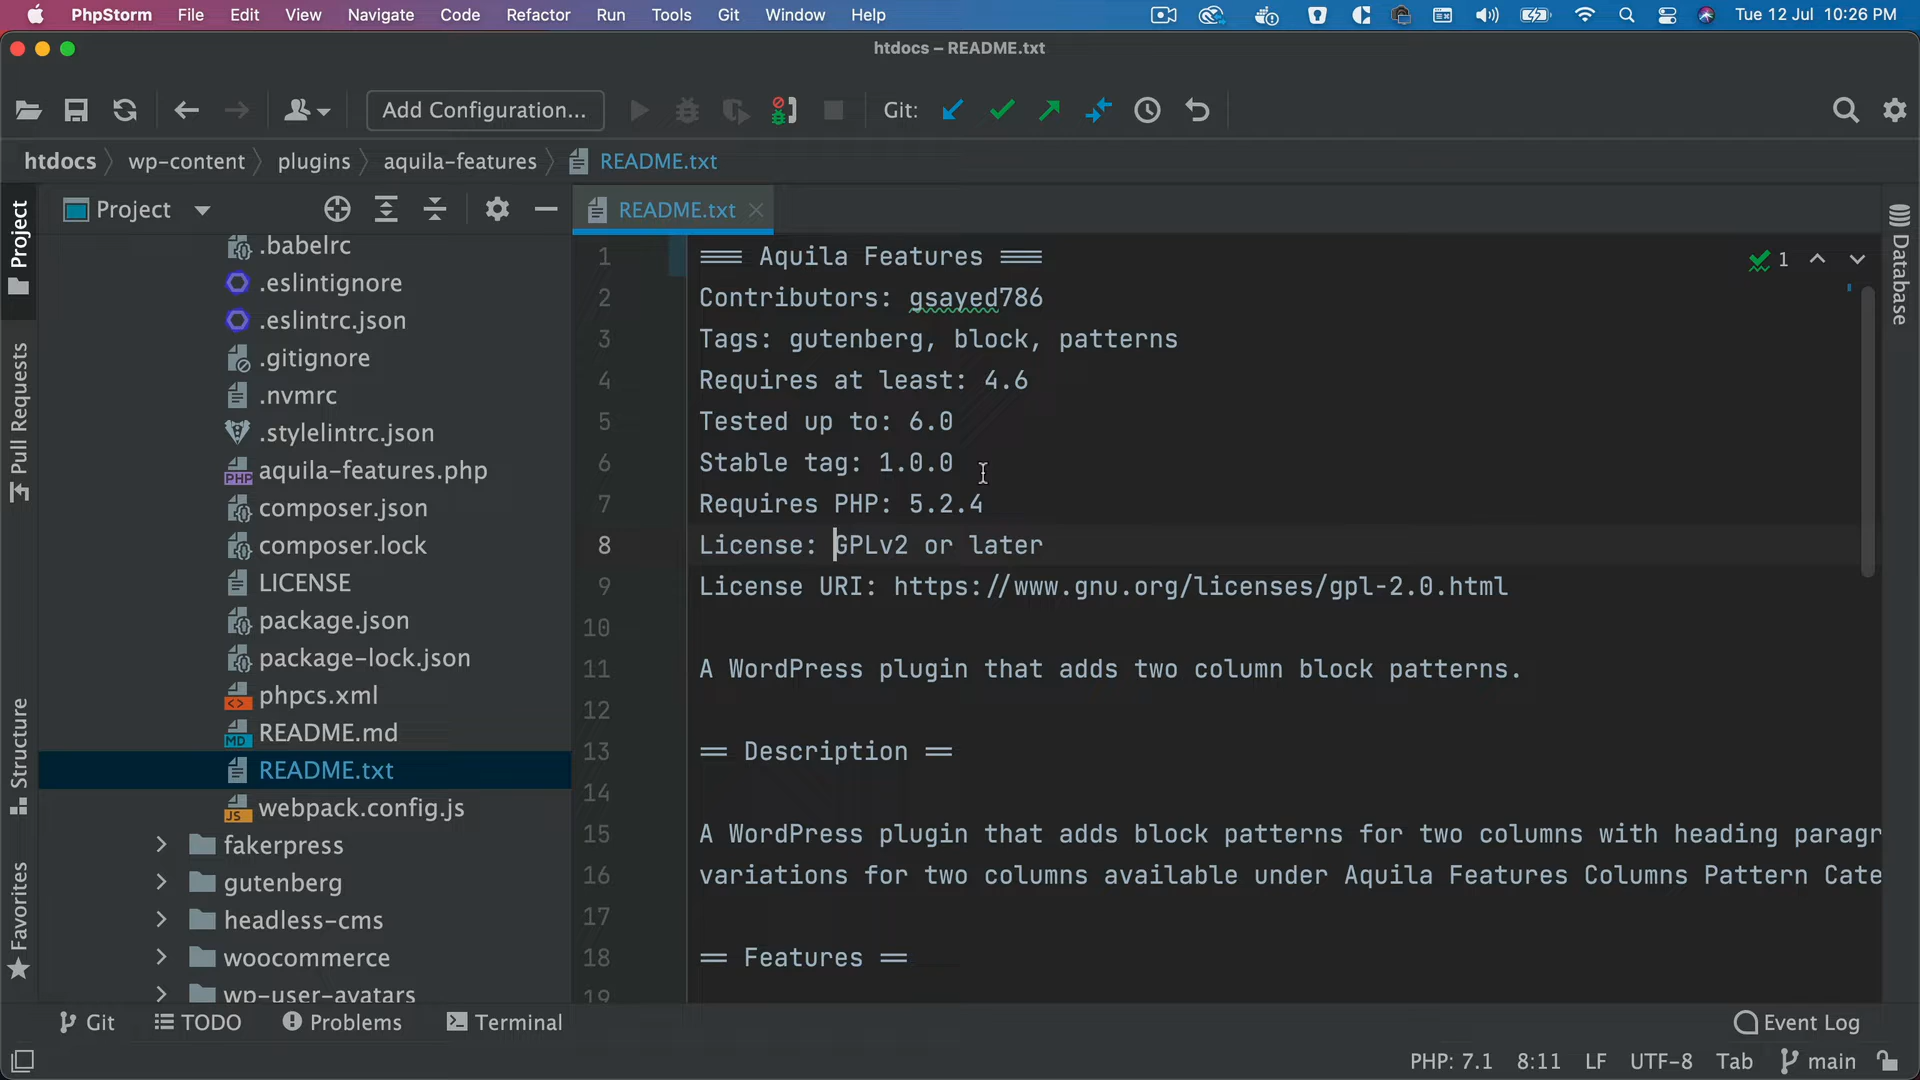 PhpStorm File Edit View Navigate Code Refactor Run Tools Git Window Help Tue 12 Jul 10:26 PM
htdocs – README.txt
Add Configuration... Git:
htdocs wp-content plugins aquila-features README.txt
Project README.txt
Project
Pull Requests
Structure
Favorites
Database
.babelrc
.eslintignore
.eslintrc.json
.gitignore
.nvmrc
.stylelintrc.json
aquila-features.php
composer.json
composer.lock
LICENSE
package.json
package-lock.json
phpcs.xml
README.md
README.txt
webpack.config.js
fakerpress
gutenberg
headless-cms
woocommerce
wp-user-avatars
1 === Aquila Features === 1
2 Contributors: gsayed786
3 Tags: gutenberg, block, patterns
4 Requires at least: 4.6
5 Tested up to: 6.0
6 Stable tag: 1.0.0
7 Requires PHP: 5.2.4
8 License: GPLv2 or later
9 License URI: https://www.gnu.org/licenses/gpl-2.0.html
10
11 A WordPress plugin that adds two column block patterns.
12
13 == Description ==
14
15 A WordPress plugin that adds block patterns for two columns with heading paragr
16 variations for two columns available under Aquila Features Columns Pattern Cate
17
18 == Features ==
19
Git TODO Problems Terminal Event Log
PHP: 7.1 8:11 LF UTF-8 Tab main